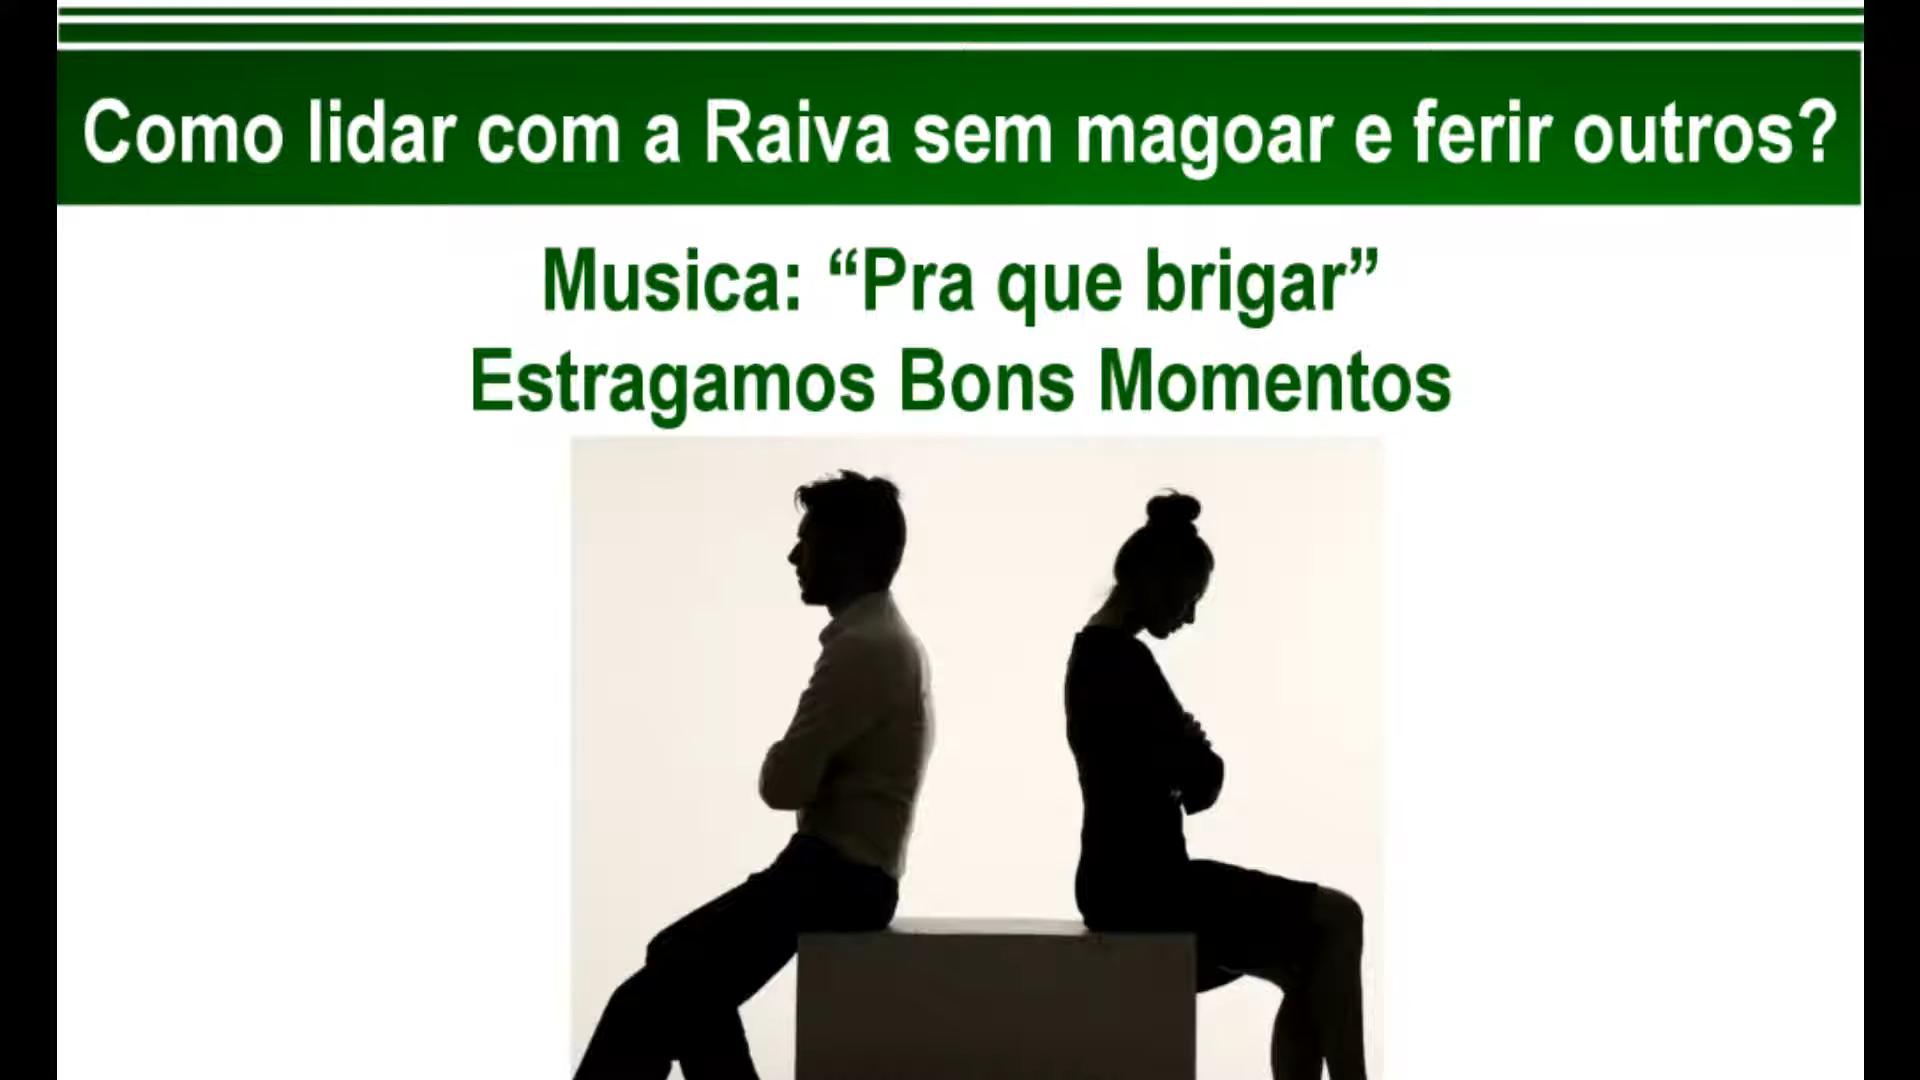 Como lidar com a Raiva sem magoar e ferir outros?
Musica: “Pra que brigar”
Estragamos Bons Momentos